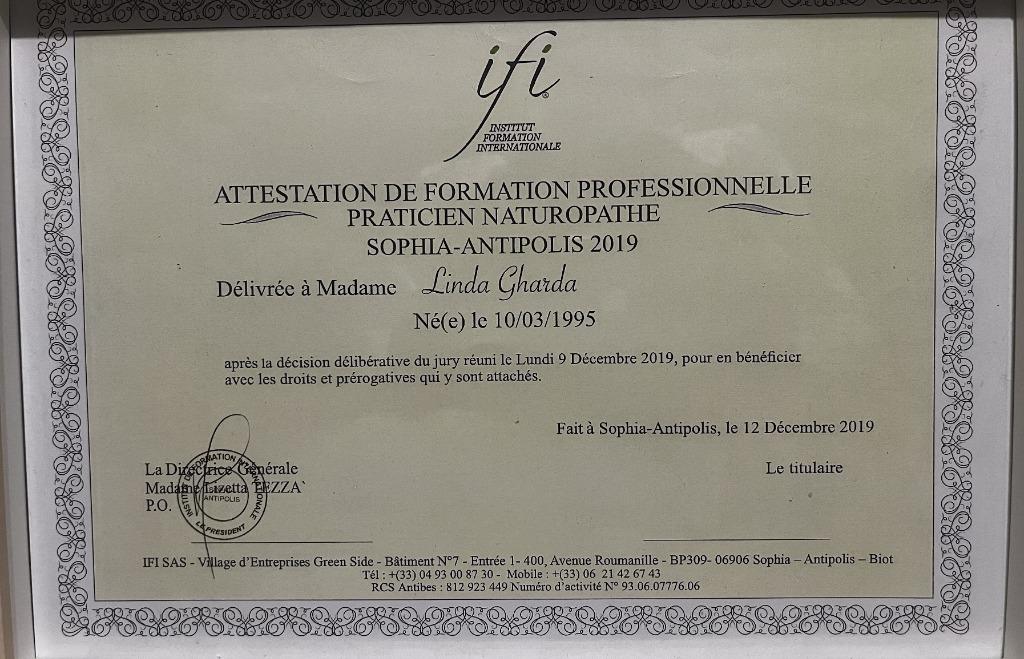 ifi
INSTITUT
FORMATION
INTERNATIONALE
ATTESTATION DE FORMATION PROFESSIONNELLE
PRATICIEN NATUROPATHE
SOPHIA-ANTIPOLIS 2019
Délivrée à Madame Linda Gharda
Né(e) le 10/03/1995
après la décision délibérative du jury réuni le Lundi 9 Décembre 2019, pour en bénéficier
avec les droits et prérogatives qui y sont attachés.
Fait à Sophia-Antipolis, le 12 Décembre 2019
La Directrice Générale
Madame Lizetta TEZZA`
P.O.
INSTITUT DE FORMATION INTERNATIONALE
ANTIPOLIS
LE PRESIDENT
Le titulaire
IFI SAS - Village d’Entreprises Green Side - Bâtiment N°7 - Entrée 1- 400, Avenue Roumanille - BP309- 06906 Sophia – Antipolis – Biot
Tél : +(33) 04 93 00 87 30 - Mobile : +(33) 06 21 42 67 43
RCS Antibes : 812 923 449 Numéro d’activité N° 93.06.07776.06